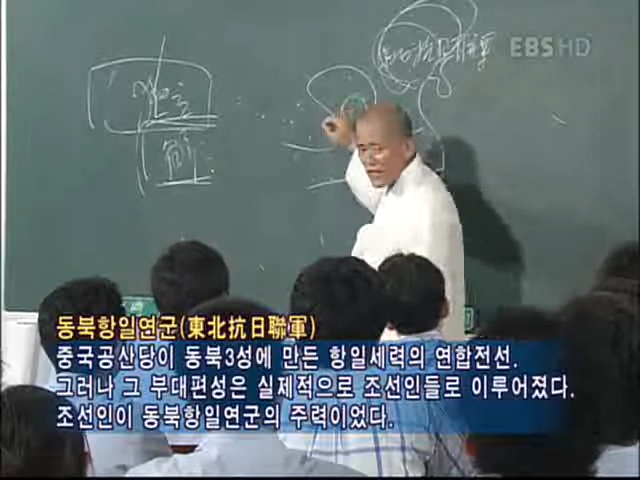 EBS HD
동북항일연군(東北抗日聯軍)
중국공산당이 동북3성에 만든 항일세력의 연합전선.
그러나 그 부대편성은 실제적으로 조선인들로 이루어졌다.
조선인이 동북항일연군의 주력이었다.